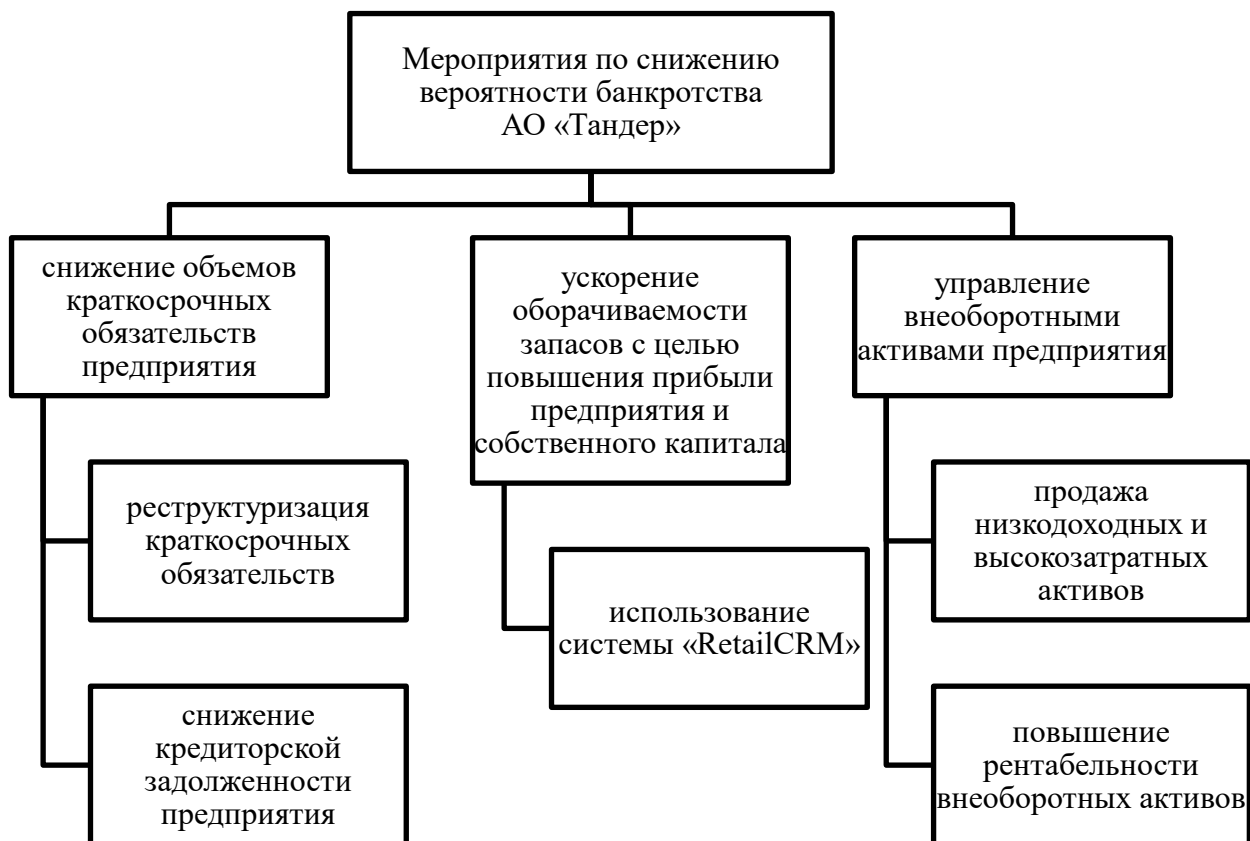 Мероприятия по снижению
вероятности банкротства
АО «Тандер»
снижение объемов
краткосрочных
обязательств
предприятия
реструктуризация
краткосрочных
обязательств
снижение
кредиторской
задолженности
предприятия
ускорение
оборачиваемости
запасов с целью
повышения прибыли
предприятия и
собственного капитала
использование
системы «RetailCRM»
управление
внеоборотными
активами предприятия
продажа
низкодоходных и
высокозатратных
активов
повышение
рентабельности
внеоборотных активов